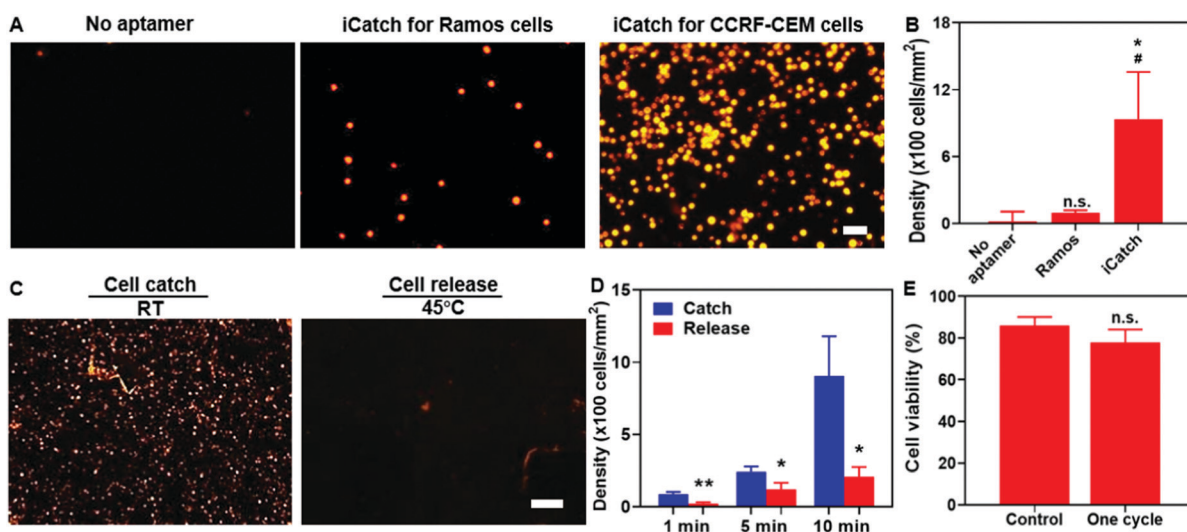 A
No aptamer
iCatch for Ramos cells
iCatch for CCRF-CEM cells
B
Density (x100 cells/mm²)
18
12
6
0
n.s.
*
#
No
aptamer
Ramos
iCatch
C
Cell catch
RT
Cell release
45°C
D
Density (x100 cells/mm²)
15
10
5
0
Catch
Release
**
*
*
1 min
5 min
10 min
E
Cell viability (%)
100
80
60
40
20
0
n.s.
Control
One cycle